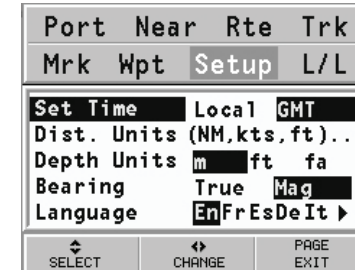 Port Near Rte Trk
Mrk Wpt Setup L/L
Set Time Local GMT
Dist. Units (NM,kts,ft)..
Depth Units m ft fa
Bearing True Mag
Language EnFrEsDeIt
SELECT CHANGE PAGE EXIT